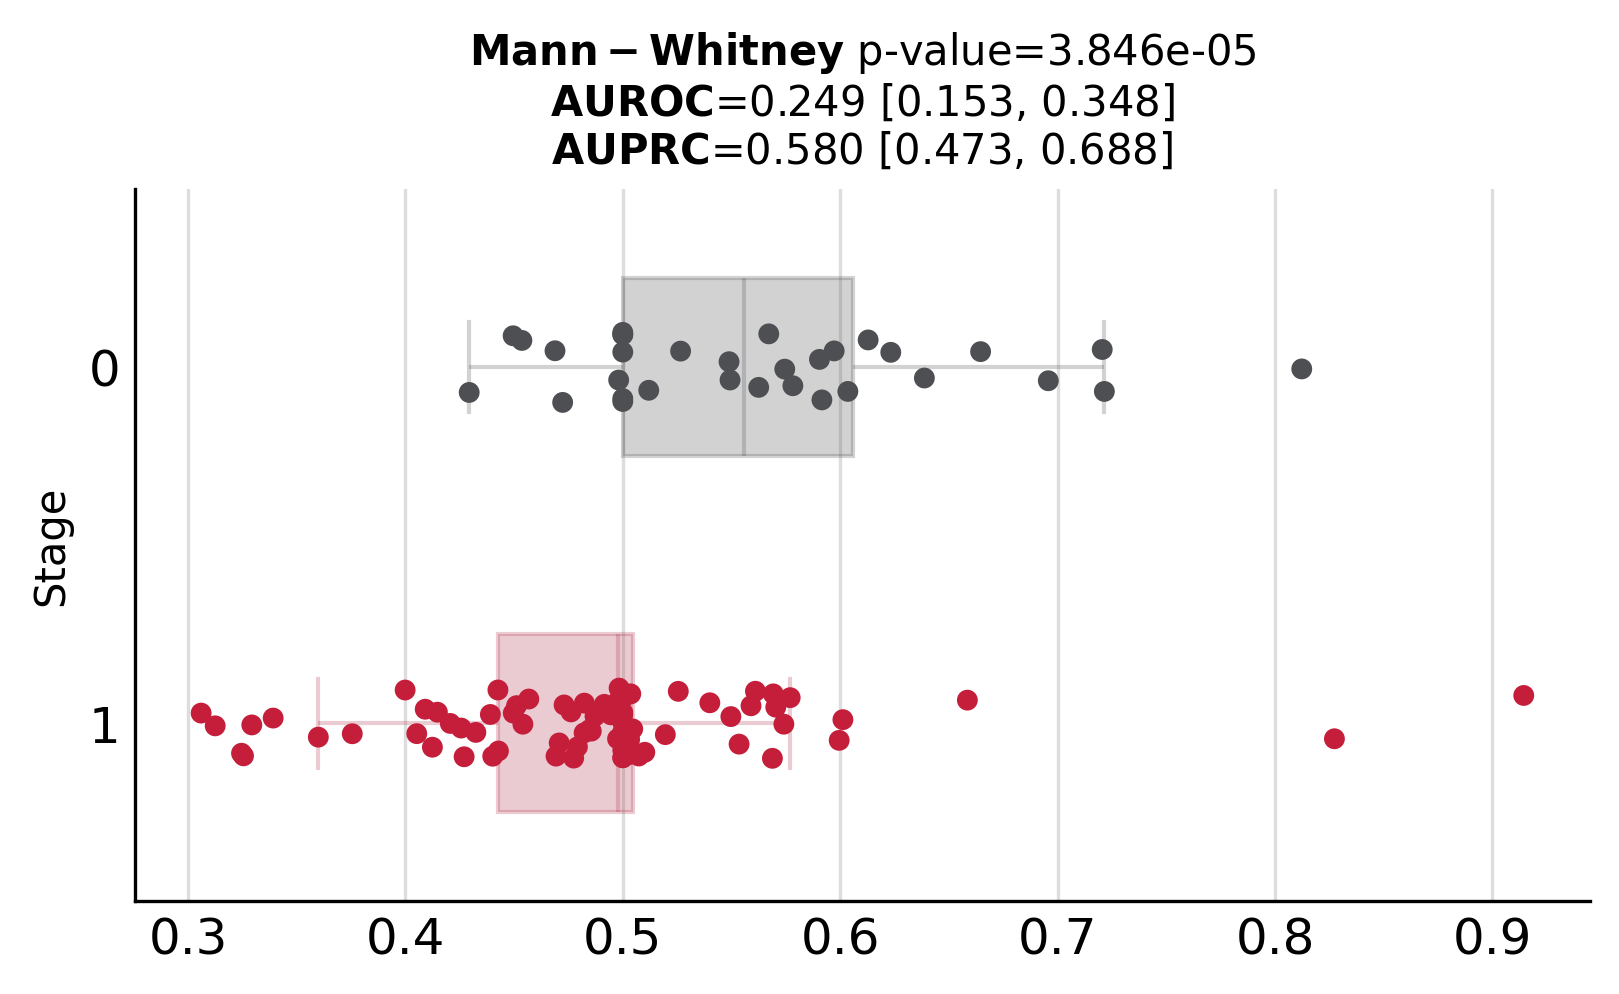 Mann − Whitney p-value=3.846e-05
AUROC=0.249 [0.153, 0.348]
AUPRC=0.580 [0.473, 0.688]
0
Stage
1
0.3 0.4 0.5 0.6 0.7 0.8 0.9